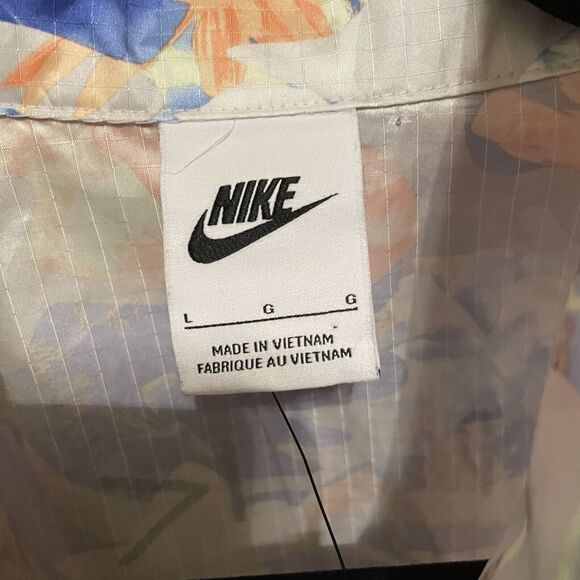 NIKE
L G G
MADE IN VIETNAM
FABRIQUE AU VIETNAM